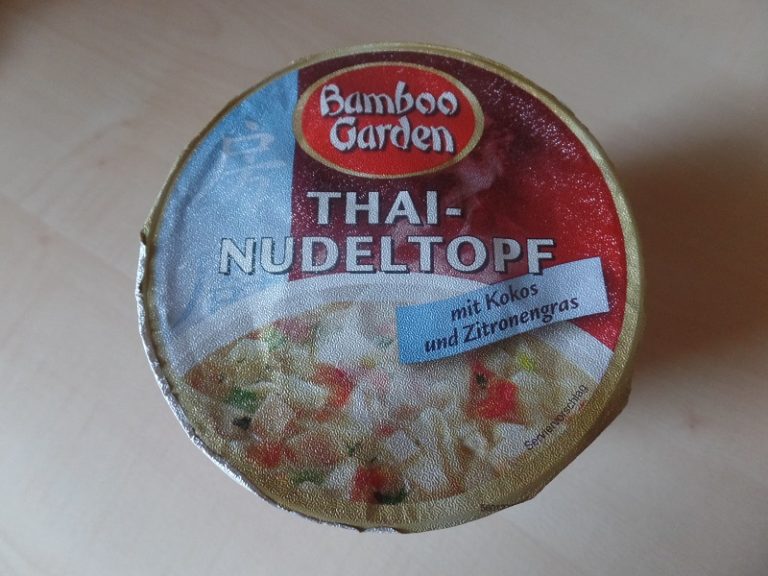 Bamboo
Garden
THAI-
NUDELTOPF
mit Kokos
und Zitronengras
Serviervorschlag